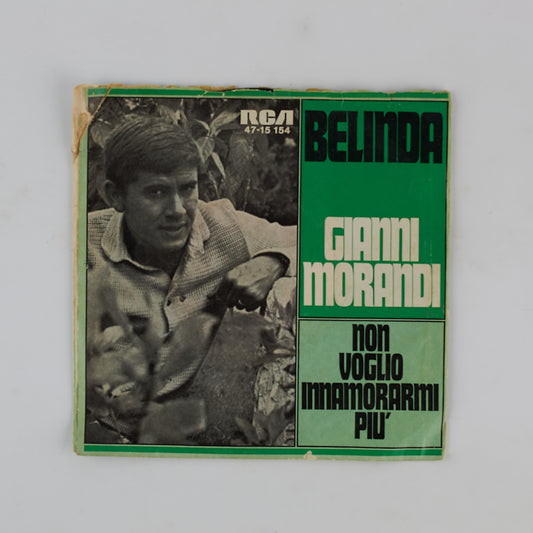 RCA
47-15 154
BELINDA
GIANNI
MORANDI
NON
VOGLIO
INNAMORARMI
PIU'